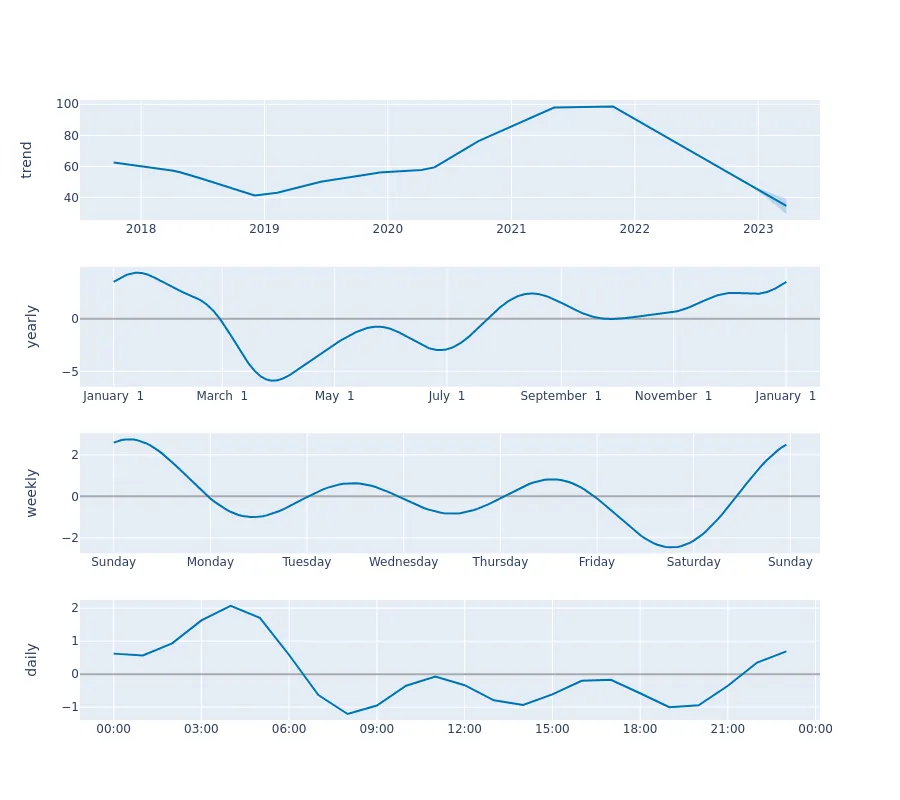 trend
100
80
60
40
2018 2019 2020 2021 2022 2023
yearly
0
−5
January 1 March 1 May 1 July 1 September 1 November 1 January 1
weekly
2
0
−2
Sunday Monday Tuesday Wednesday Thursday Friday Saturday Sunday
daily
2
1
0
−1
00:00 03:00 06:00 09:00 12:00 15:00 18:00 21:00 00:00